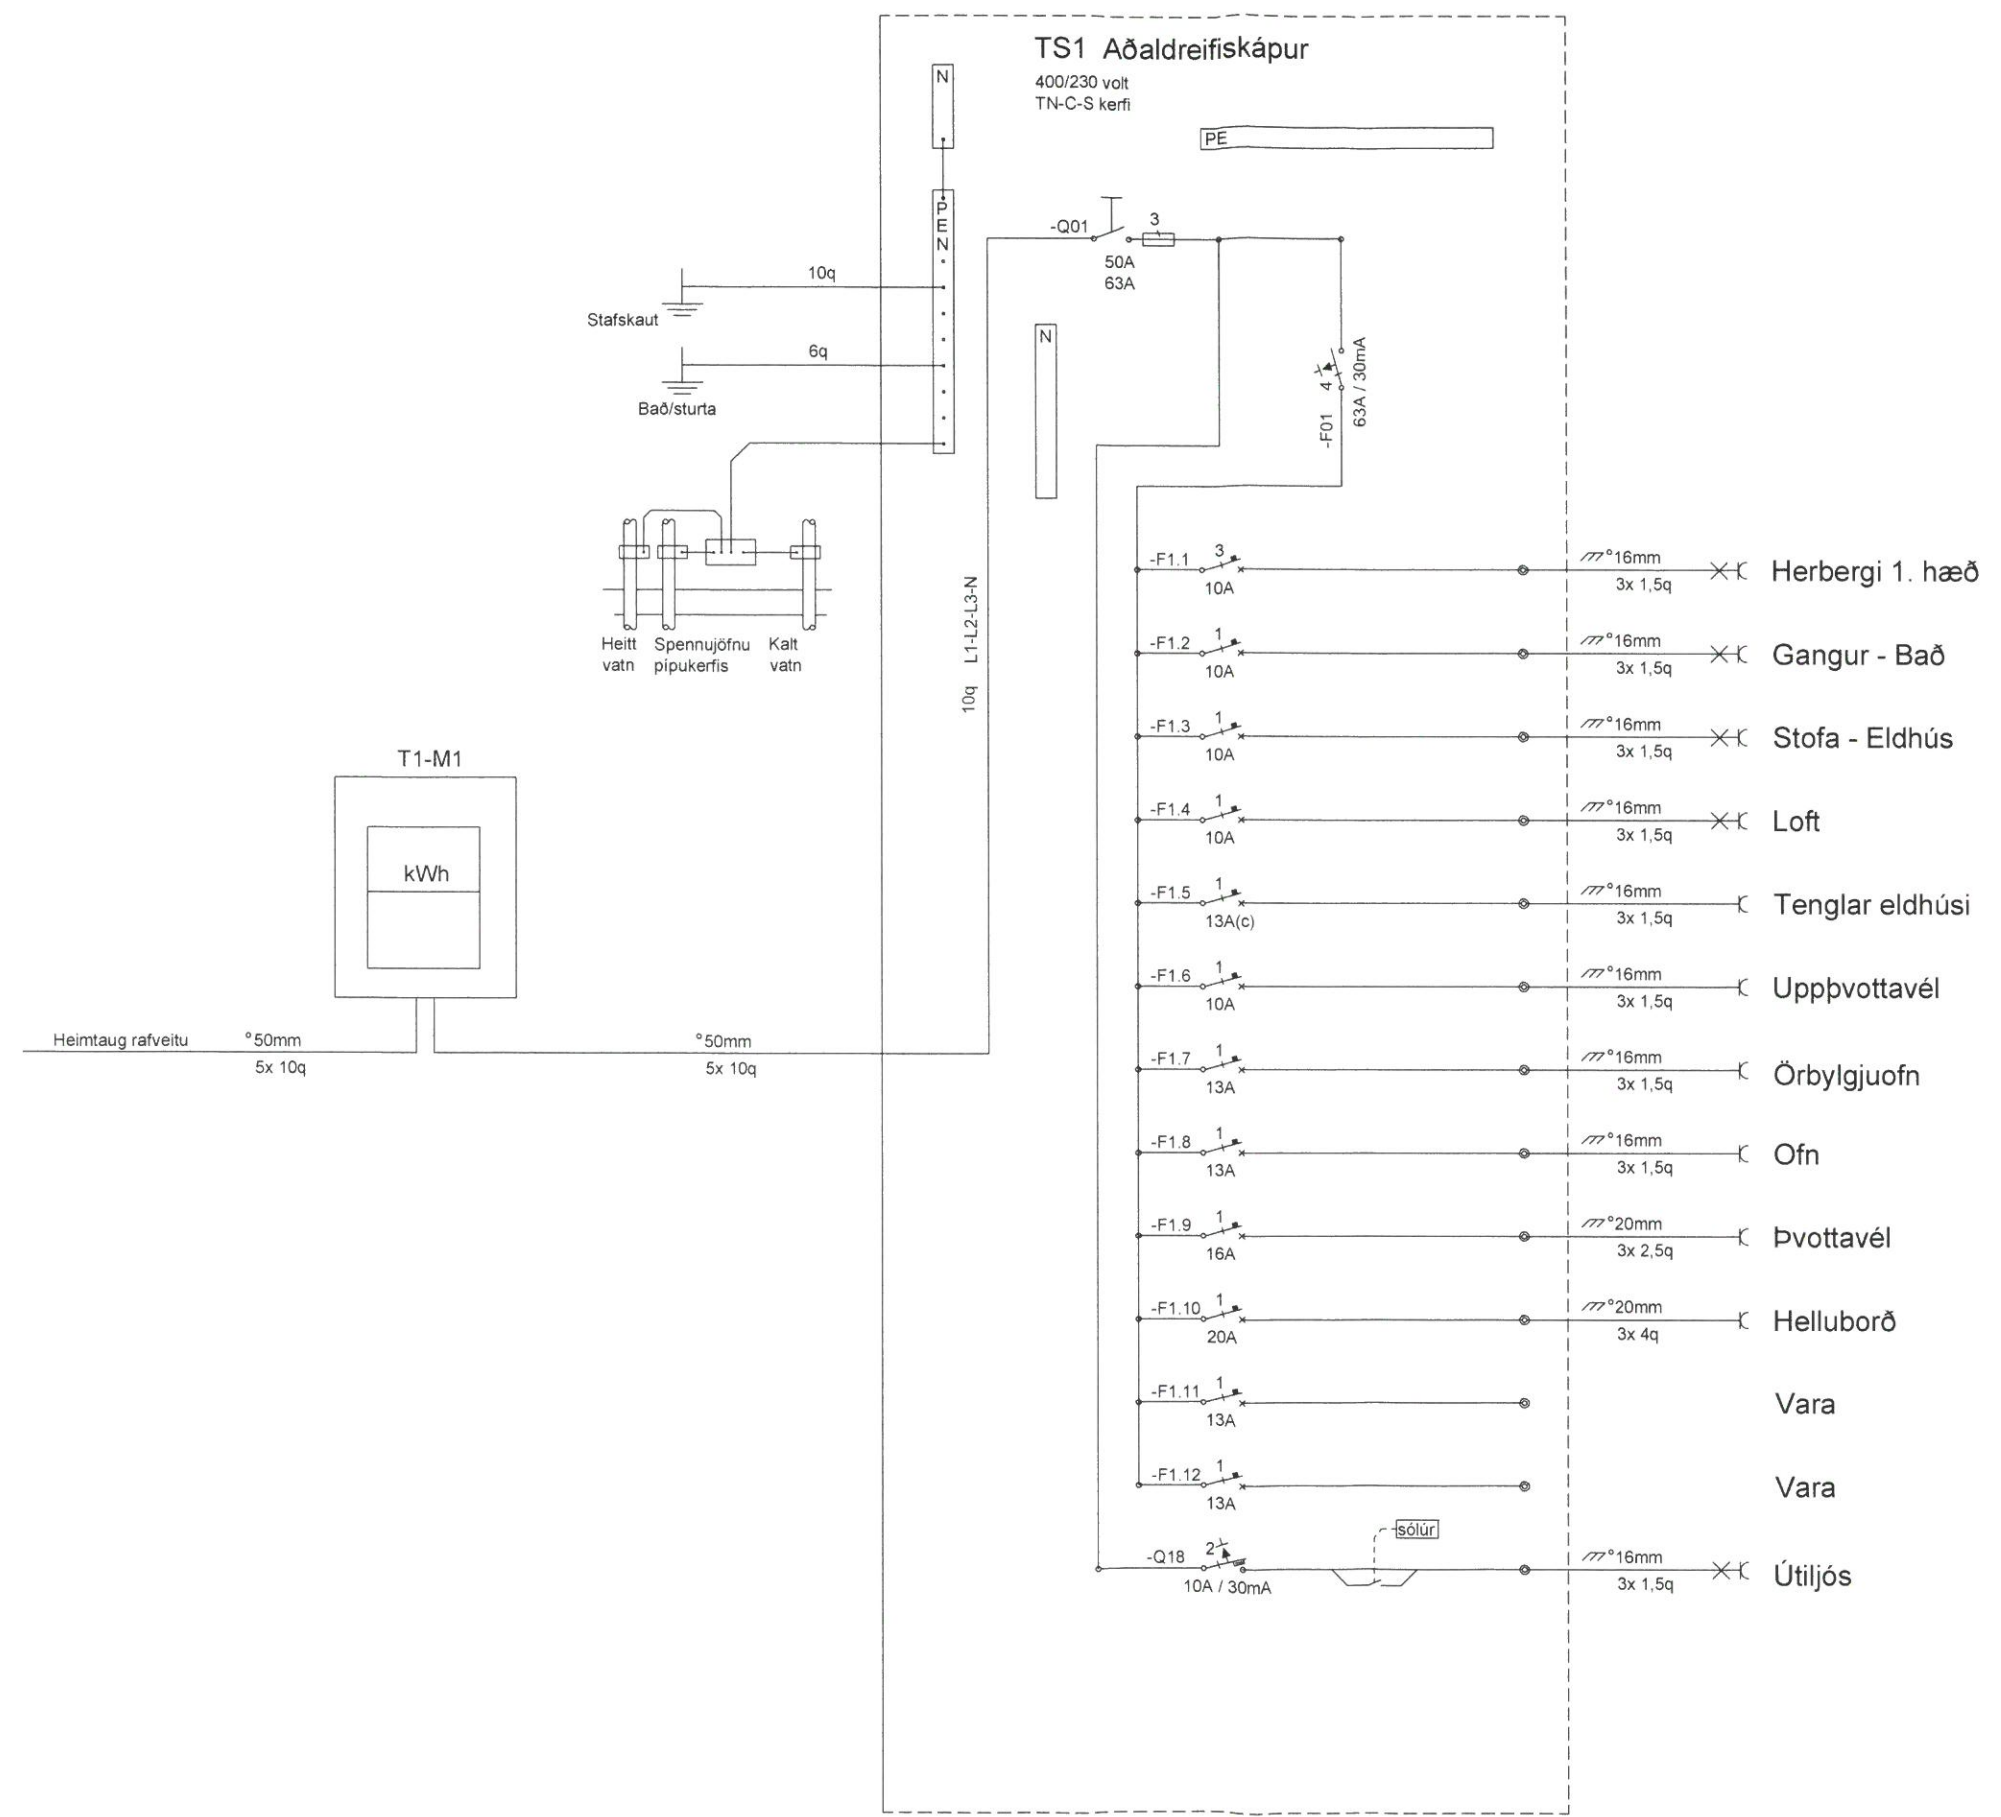 TS1 Aðaldreifiskápur
400/230 volt
TN-C-S kerfi
N
PE
PEN
-Q01
3
50A
63A
10q
Stafskaut
6q
Bað/sturta
N
-F01
4
63A / 30mA
Heitt vatn
Spennujöfnu pipukerfis
Kalt vatn
10q L1-L2-L3-N
T1-M1
kWh
Heimtaug rafveitu
°50mm
5x 10q
°50mm
5x 10q
-F1.1
3
10A
°16mm
3x 1,5q
Herbergi 1. hæð
-F1.2
1
10A
°16mm
3x 1,5q
Gangur - Bað
-F1.3
1
10A
°16mm
3x 1,5q
Stofa - Eldhús
-F1.4
1
10A
°16mm
3x 1,5q
Loft
-F1.5
1
13A(c)
°16mm
3x 1,5q
Tenglar eldhúsi
-F1.6
1
10A
°16mm
3x 1,5q
Uppþvottavél
-F1.7
1
13A
°16mm
3x 1,5q
Örbylgjuofn
-F1.8
1
13A
°16mm
3x 1,5q
Ofn
-F1.9
1
16A
°20mm
3x 2,5q
Þvottavél
-F1.10
1
20A
°20mm
3x 4q
Helluborð
-F1.11
1
13A
Vara
-F1.12
1
13A
Vara
sólúr
-Q18
2
10A / 30mA
°16mm
3x 1,5q
Útiljós